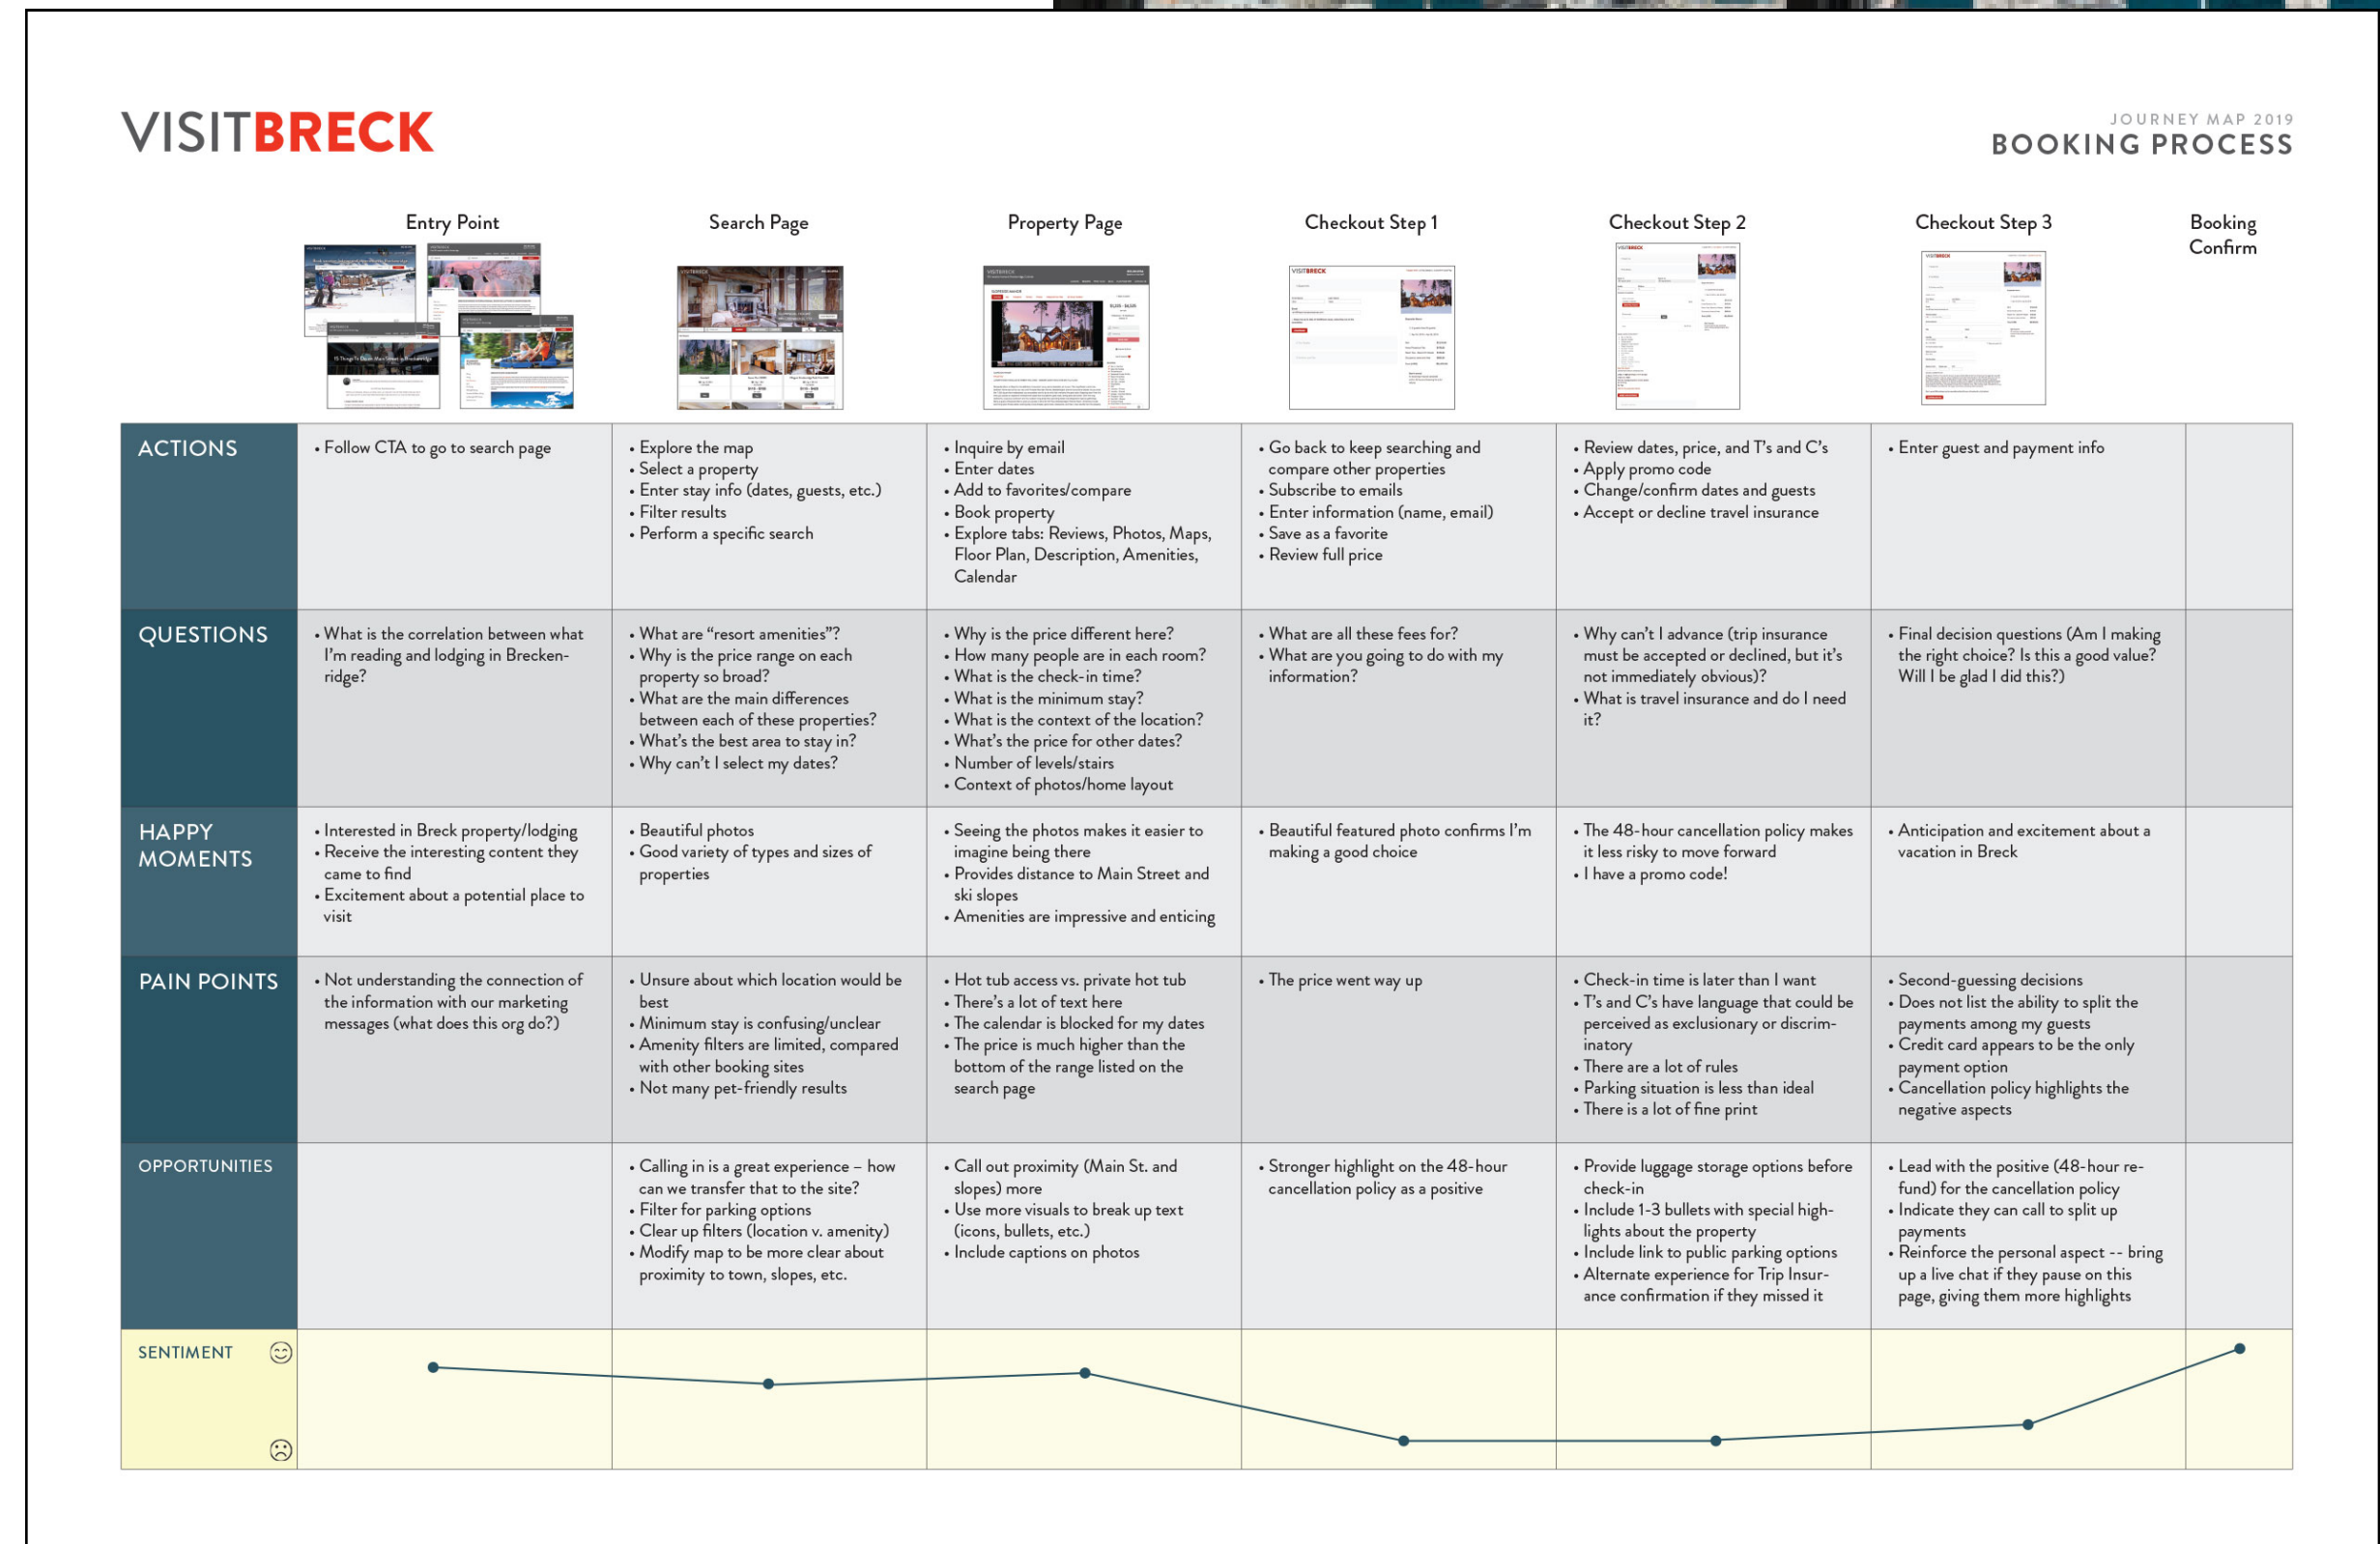 VISITBRECK
JOURNEY MAP 2019
BOOKING PROCESS
Entry Point
Search Page
Property Page
Checkout Step 1
Checkout Step 2
Checkout Step 3
Booking
Confirm
ACTIONS
• Follow CTA to go to search page
• Explore the map
• Select a property
• Enter stay info (dates, guests, etc.)
• Filter results
• Perform a specific search
• Inquire by email
• Enter dates
• Add to favorites/compare
• Book property
• Explore tabs: Reviews, Photos, Maps,
Floor Plan, Description, Amenities,
Calendar
• Go back to keep searching and
compare other properties
• Subscribe to emails
• Enter information (name, email)
• Save as a favorite
• Review full price
• Review dates, price, and T's and C's
• Apply promo code
• Change/confirm dates and guests
• Accept or decline travel insurance
• Enter guest and payment info
QUESTIONS
• What is the correlation between what
I'm reading and lodging in Brecken-
ridge?
• What are “resort amenities”?
• Why is the price range on each
property so broad?
• What are the main differences
between each of these properties?
• What's the best area to stay in?
• Why can't I select my dates?
• Why is the price different here?
• How many people are in each room?
• What is the check-in time?
• What is the minimum stay?
• What is the context of the location?
• What's the price for other dates?
• Number of levels/stairs
• Context of photos/home layout
• What are all these fees for?
• What are you going to do with my
information?
• Why can't I advance (trip insurance
must be accepted or declined, but it's
not immediately obvious)?
• What is travel insurance and do I need
it?
• Final decision questions (Am I making
the right choice? Is this a good value?
Will I be glad I did this?)
HAPPY
MOMENTS
• Interested in Breck property/lodging
• Receive the interesting content they
came to find
• Excitement about a potential place to
visit
• Beautiful photos
• Good variety of types and sizes of
properties
• Seeing the photos makes it easier to
imagine being there
• Provides distance to Main Street and
ski slopes
• Amenities are impressive and enticing
• Beautiful featured photo confirms I'm
making a good choice
• The 48-hour cancellation policy makes
it less risky to move forward
• I have a promo code!
• Anticipation and excitement about a
vacation in Breck
PAIN POINTS
• Not understanding the connection of
the information with our marketing
messages (what does this org do?)
• Unsure about which location would be
best
• Minimum stay is confusing/unclear
• Amenity filters are limited, compared
with other booking sites
• Not many pet-friendly results
• Hot tub access vs. private hot tub
• There's a lot of text here
• The calendar is blocked for my dates
• The price is much higher than the
bottom of the range listed on the
search page
• The price went way up
• Check-in time is later than I want
• T's and C's have language that could be
perceived as exclusionary or discrim-
inatory
• There are a lot of rules
• Parking situation is less than ideal
• There is a lot of fine print
• Second-guessing decisions
• Does not list the ability to split the
payments among my guests
• Credit card appears to be the only
payment option
• Cancellation policy highlights the
negative aspects
OPPORTUNITIES
• Calling in is a great experience – how
can we transfer that to the site?
• Filter for parking options
• Clear up filters (location v. amenity)
• Modify map to be more clear about
proximity to town, slopes, etc.
• Call out proximity (Main St. and
slopes) more
• Use more visuals to break up text
(icons, bullets, etc.)
• Include captions on photos
• Stronger highlight on the 48-hour
cancellation policy as a positive
• Provide luggage storage options before
check-in
• Include 1-3 bullets with special high-
lights about the property
• Include link to public parking options
• Alternate experience for Trip Insur-
ance confirmation if they missed it
• Lead with the positive (48-hour re-
fund) for the cancellation policy
• Indicate they can call to split up
payments
• Reinforce the personal aspect -- bring
up a live chat if they pause on this
page, giving them more highlights
SENTIMENT